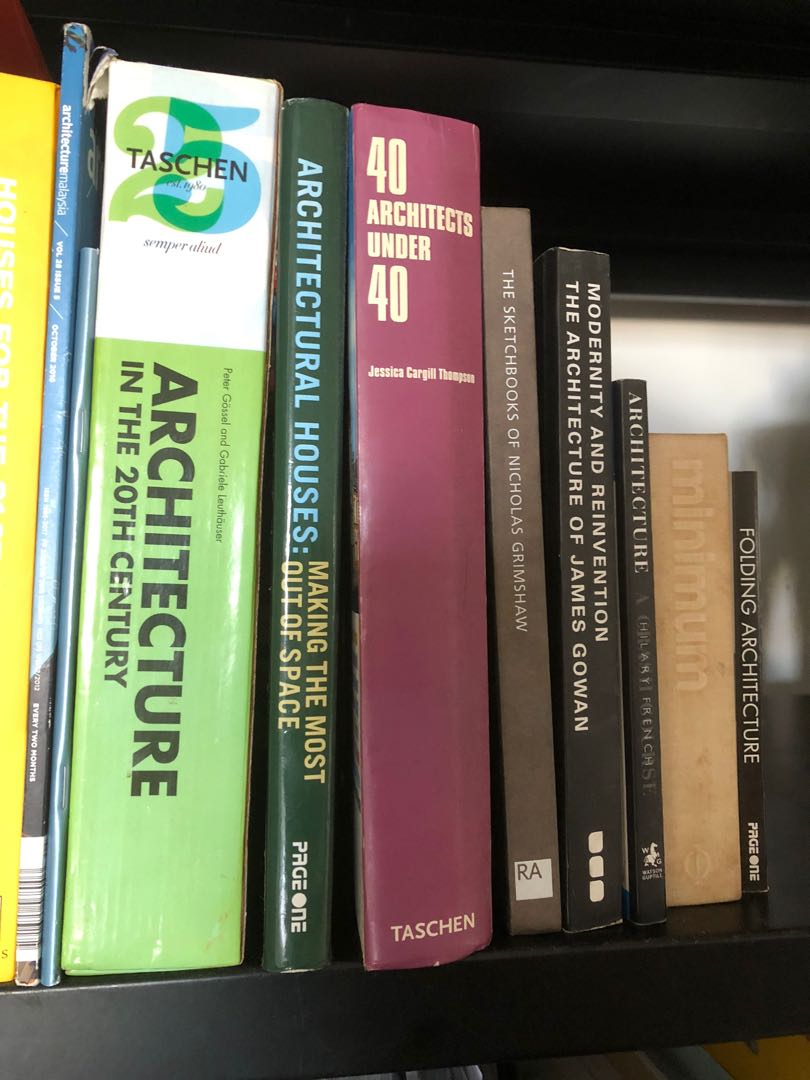 HOUSES FOR THE
architecturemalaysia / VOL 28 ISSUE 5 / OCTOBER 2016
EVERY TWO MONTHS
25
TASCHEN
est. 1980
semper aliud
Peter Gössel and Gabriele Leuthäuser
ARCHITECTURE
IN THE 20TH CENTURY
ARCHITECTURAL HOUSES: MAKING THE MOST
OUT OF SPACE
PAGEONE
40
ARCHITECTS
UNDER
40
Jessica Cargill Thompson
TASCHEN
THE SKETCHBOOKS OF NICHOLAS GRIMSHAW
RA
MODERNITY AND REINVENTION
THE ARCHITECTURE OF JAMES GOWAN
ARCHITECTURE
HILARY FRENCH
WATSON
GUPTILL
minimum
FOLDING ARCHITECTURE
PAGEONE